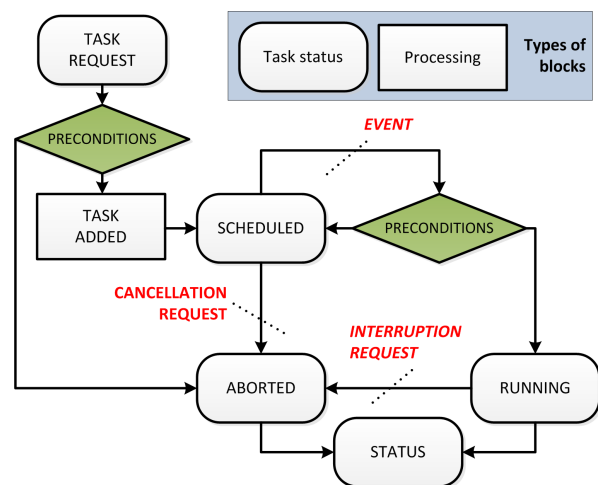 TASK
REQUEST
Task status
Processing
Types of
blocks
PRECONDITIONS
EVENT
TASK
ADDED
SCHEDULED
PRECONDITIONS
CANCELLATION
REQUEST
INTERRUPTION
REQUEST
ABORTED
RUNNING
STATUS